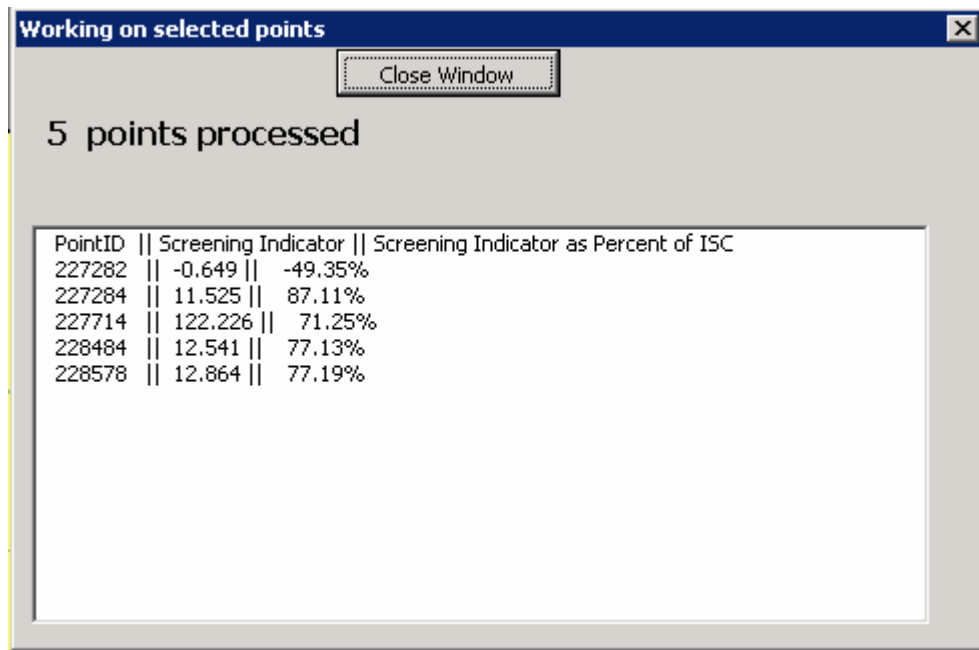 Working on selected points
Close Window
5 points processed
PointID || Screening Indicator || Screening Indicator as Percent of ISC
227282 || -0.649 || -49.35%
227284 || 11.525 || 87.11%
227714 || 122.226 || 71.25%
228484 || 12.541 || 77.13%
228578 || 12.864 || 77.19%